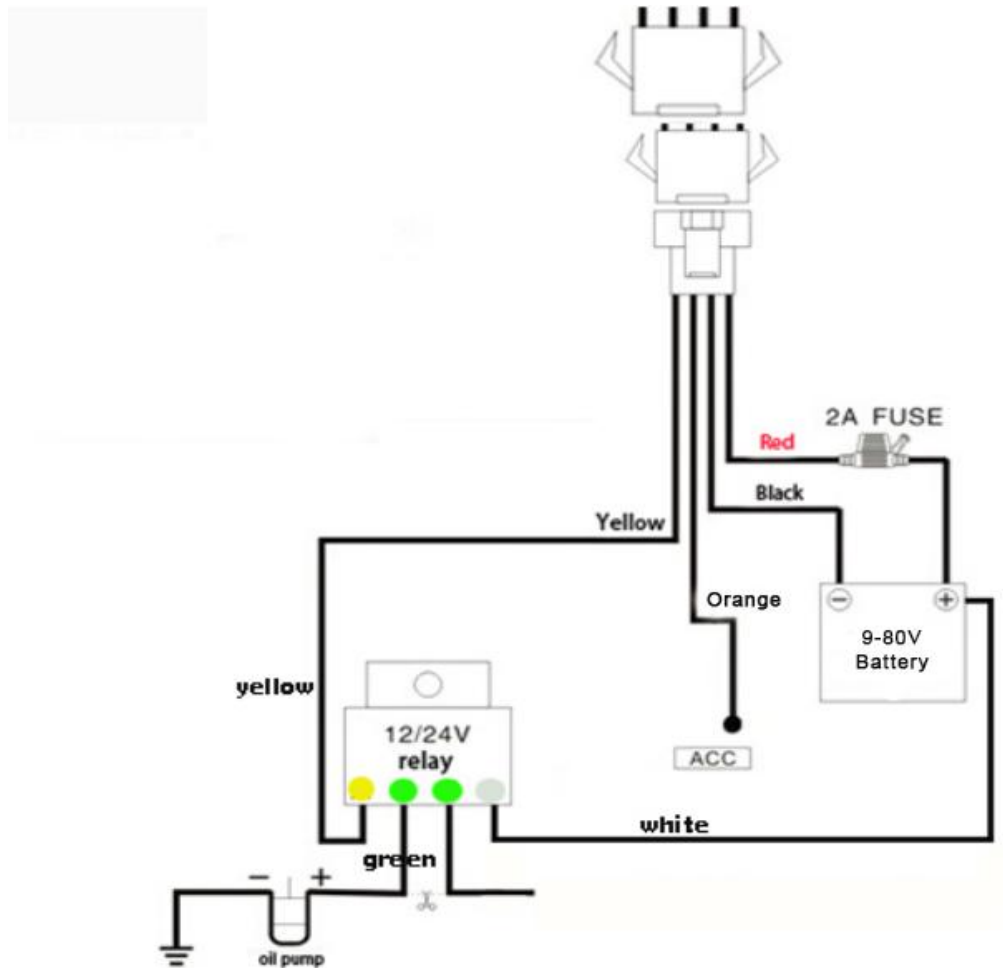 2A FUSE
Red
Black
Yellow
Orange
9-80V
Battery
yellow
12/24V
relay
ACC
white
green
- +
oil pump